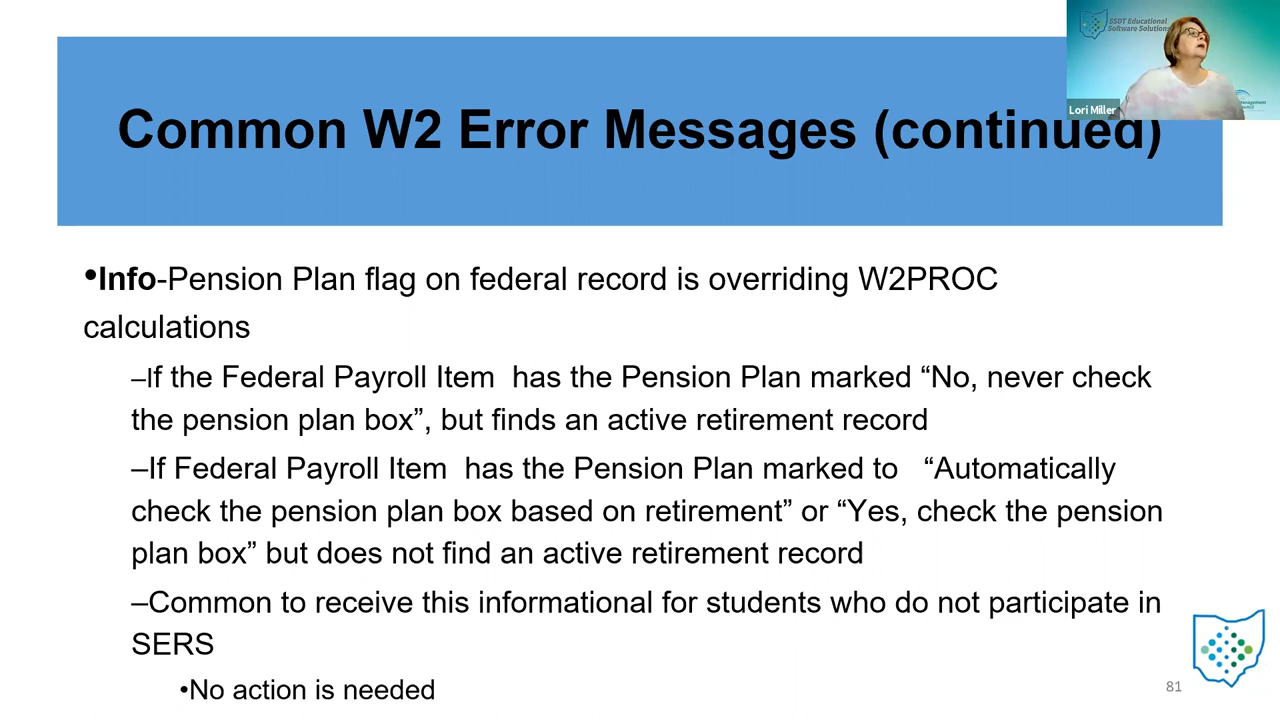 SSDT Educational
Software Solutions
Lori Miller
Common W2 Error Messages (continued)
•Info-Pension Plan flag on federal record is overriding W2PROC
calculations
–If the Federal Payroll Item has the Pension Plan marked “No, never check
the pension plan box”, but finds an active retirement record
–If Federal Payroll Item has the Pension Plan marked to “Automatically
check the pension plan box based on retirement” or “Yes, check the pension
plan box” but does not find an active retirement record
–Common to receive this informational for students who do not participate in
SERS
•No action is needed
81